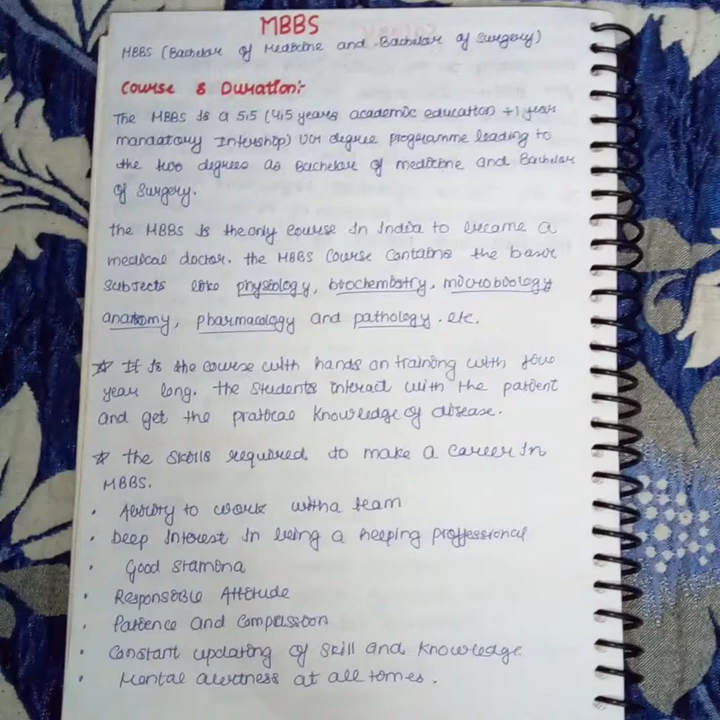 MBBS
MBBS (Bachelor of Medicine and Bachelor of Surgery)
Course & Duration:-
The MBBS is a 5.5 (4.5 years academic education +1 year
mandatory Intership) UG degree programme leading to
the two degrees as Bachelor of medicine and Bachelor
of Surgery.
the MBBS is the only course in India to became a
medical doctor. the MBBS Course contains the basic
subjects like physiology, biochemistry, microbiology
anatomy, pharmacology and pathology. etc.
☆ It is the course with hands on training with four
year long. the students interact with the patient
and get the pratical knowledge of disease.
☆ the skills required to make a career in
MBBS.
• Ability to work with a team
• Deep Interest in being a helping proffessional
• Good Stamina
• Responsible Attitude
• Patience and compassion
• Constant updating of skill and knowledge
• Mental alertness at all times.